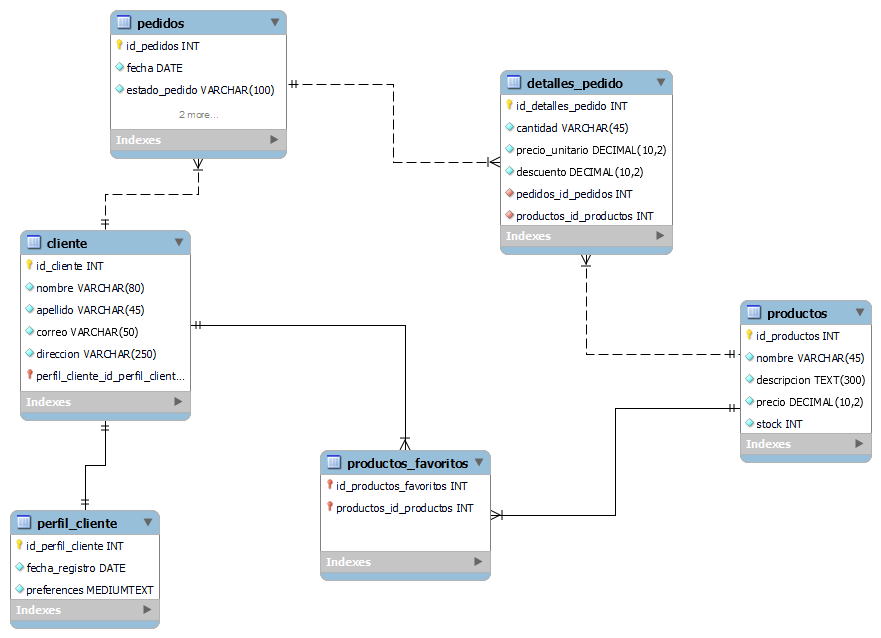 pedidos
id_pedidos INT
fecha DATE
estado_pedido VARCHAR(100)
2 more...
Indexes
detalles_pedido
id_detalles_pedido INT
cantidad VARCHAR(45)
precio_unitario DECIMAL(10,2)
descuento DECIMAL(10,2)
pedidos_id_pedidos INT
productos_id_productos INT
Indexes
cliente
id_cliente INT
nombre VARCHAR(80)
apellido VARCHAR(45)
correo VARCHAR(50)
direccion VARCHAR(250)
perfil_cliente_id_perfil_client...
Indexes
productos
id_productos INT
nombre VARCHAR(45)
descripcion TEXT(300)
precio DECIMAL(10,2)
stock INT
Indexes
productos_favoritos
id_productos_favoritos INT
productos_id_productos INT
Indexes
perfil_cliente
id_perfil_cliente INT
fecha_registro DATE
preferences MEDIUMTEXT
Indexes